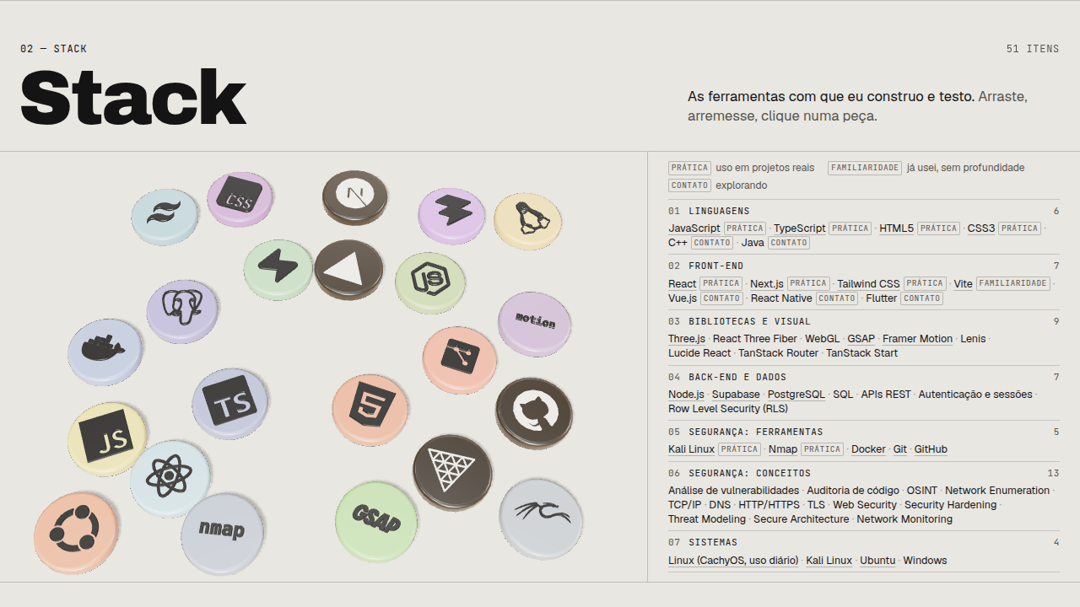 02 — STACK
51 ITENS
Stack
As ferramentas com que eu construo e testo. Arraste,
arremesse, clique numa peça.
PRÁTICA uso em projetos reais FAMILIARIDADE já usei, sem profundidade
CONTATO explorando
01 LINGUAGENS 6
JavaScript PRÁTICA · TypeScript PRÁTICA · HTML5 PRÁTICA · CSS3 PRÁTICA ·
C++ CONTATO · Java CONTATO
02 FRONT-END 7
React PRÁTICA · Next.js PRÁTICA · Tailwind CSS PRÁTICA · Vite FAMILIARIDADE ·
Vue.js CONTATO · React Native CONTATO · Flutter CONTATO
03 BIBLIOTECAS E VISUAL 9
Three.js · React Three Fiber · WebGL · GSAP · Framer Motion · Lenis ·
Lucide React · TanStack Router · TanStack Start
04 BACK-END E DADOS 7
Node.js · Supabase · PostgreSQL · SQL · APIs REST · Autenticação e sessões ·
Row Level Security (RLS)
05 SEGURANÇA: FERRAMENTAS 5
Kali Linux PRÁTICA · Nmap PRÁTICA · Docker · Git · GitHub
06 SEGURANÇA: CONCEITOS 13
Análise de vulnerabilidades · Auditoria de código · OSINT · Network Enumeration ·
TCP/IP · DNS · HTTP/HTTPS · TLS · Web Security · Security Hardening ·
Threat Modeling · Secure Architecture · Network Monitoring
07 SISTEMAS 4
Linux (CachyOS, uso diário) · Kali Linux · Ubuntu · Windows
CSS
N
JS
motion
TS
5
JS
GSAP
nmap